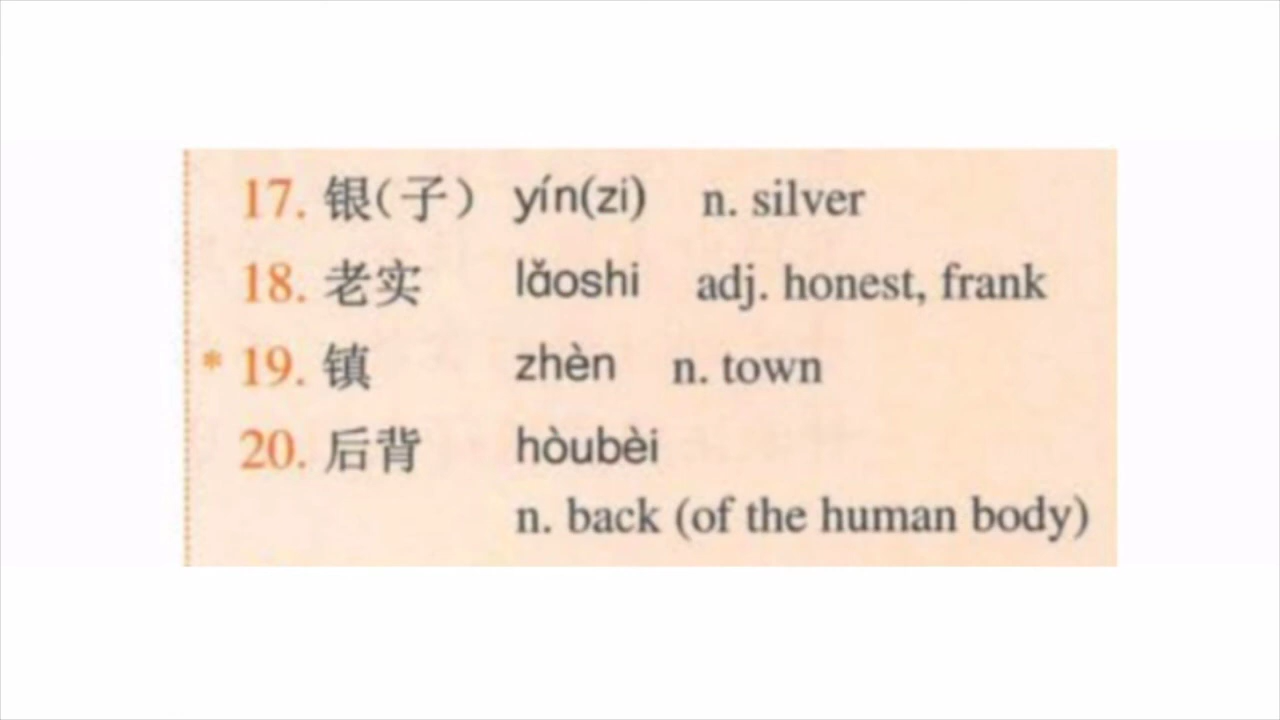 17. 银(子) yín(zi) n. silver
18. 老实 lǎoshi adj. honest, frank
* 19. 镇 zhèn n. town
20. 后背 hòubèi
n. back (of the human body)